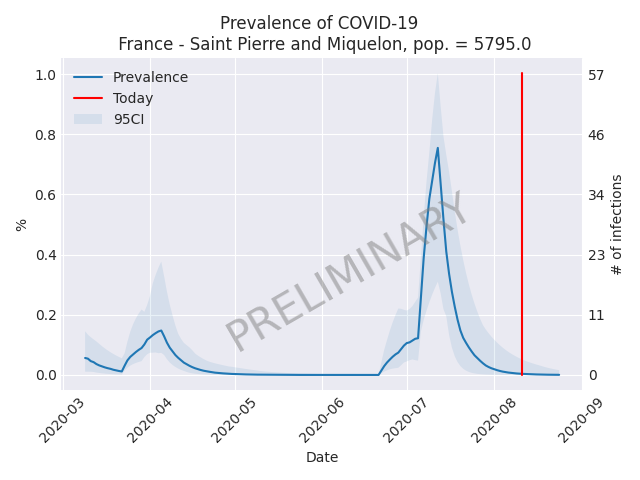 Prevalence of COVID-19
France - Saint Pierre and Miquelon, pop. = 5795.0
Prevalence
Today
95CI
1.0
0.8
0.6
0.4
0.2
0.0
%
57
46
34
23
11
0
# of infections
PRELIMINARY
2020-03
2020-04
2020-05
2020-06
2020-07
2020-08
2020-09
Date